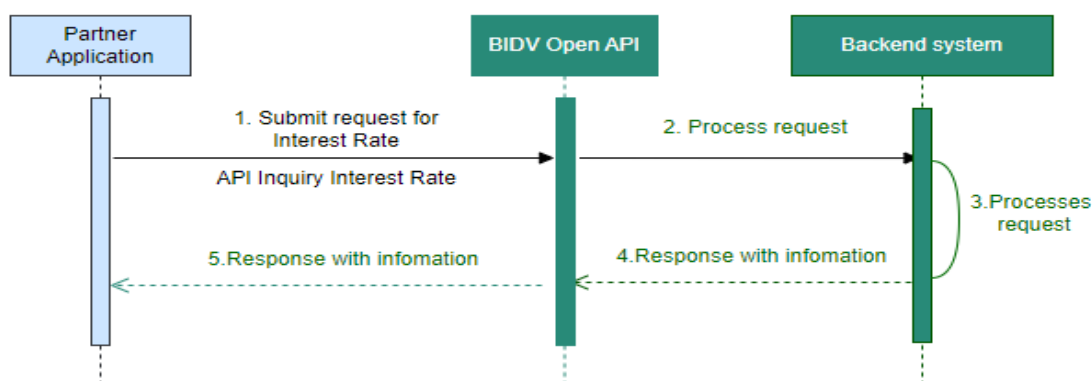 Partner
Application
BIDV Open API
Backend system
1. Submit request for
Interest Rate
API Inquiry Interest Rate
2. Process request
3.Processes
request
4.Response with infomation
5.Response with infomation